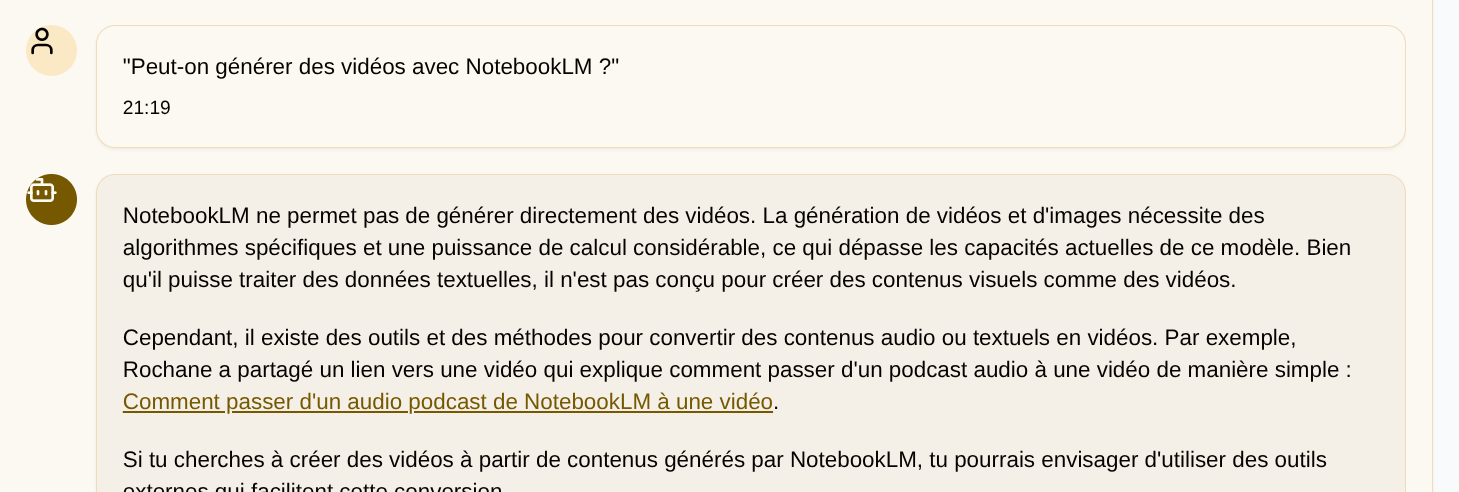 "Peut-on générer des vidéos avec NotebookLM ?"
21:19
NotebookLM ne permet pas de générer directement des vidéos. La génération de vidéos et d'images nécessite des
algorithmes spécifiques et une puissance de calcul considérable, ce qui dépasse les capacités actuelles de ce modèle. Bien
qu'il puisse traiter des données textuelles, il n'est pas conçu pour créer des contenus visuels comme des vidéos.
Cependant, il existe des outils et des méthodes pour convertir des contenus audio ou textuels en vidéos. Par exemple,
Rochane a partagé un lien vers une vidéo qui explique comment passer d'un podcast audio à une vidéo de manière simple :
Comment passer d'un audio podcast de NotebookLM à une vidéo.
Si tu cherches à créer des vidéos à partir de contenus générés par NotebookLM, tu pourrais envisager d'utiliser des outils
externes qui facilitent cette conversion.